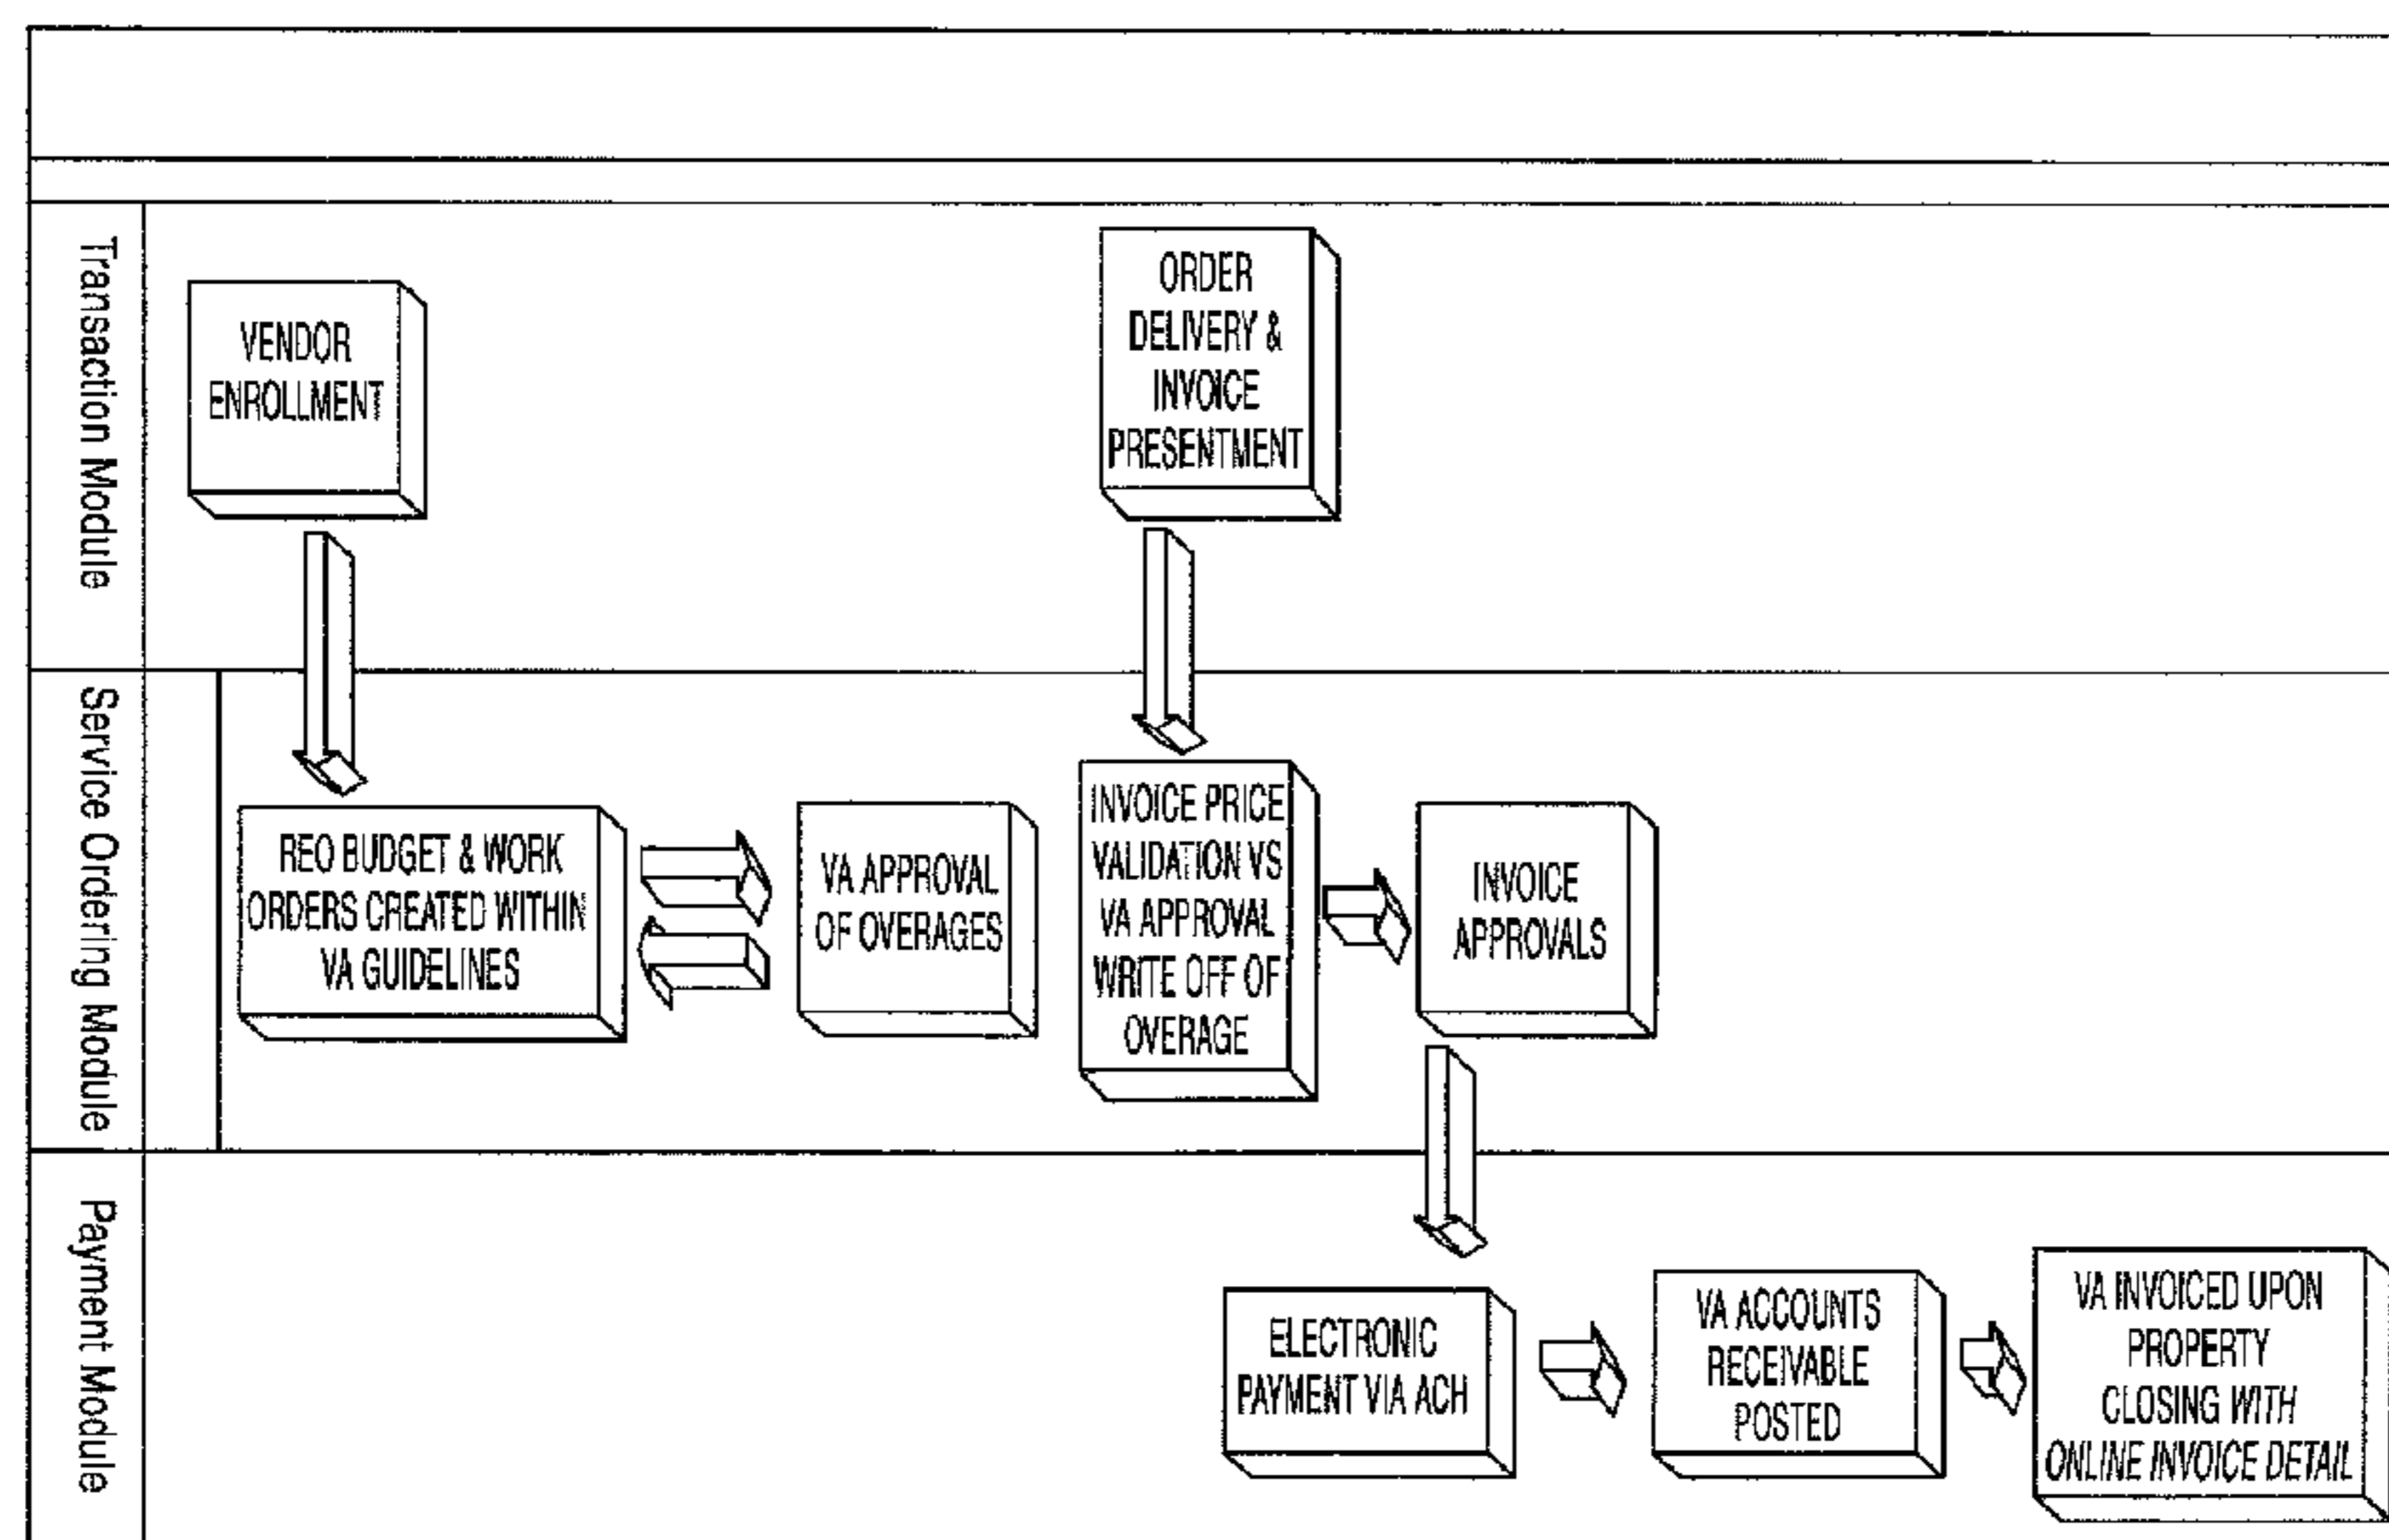 Transaction Module
VENDOR
ENROLLMENT
ORDER
DELIVERY &
INVOICE
PRESENTMENT
Service Ordering Module
REO BUDGET & WORK
ORDERS CREATED WITHIN
VA GUIDELINES
VA APPROVAL
OF OVERAGES
INVOICE PRICE
VALIDATION VS
VA APPROVAL
WRITE OFF OF
OVERAGE
INVOICE
APPROVALS
Payment Module
ELECTRONIC
PAYMENT VIA ACH
VA ACCOUNTS
RECEIVABLE
POSTED
VA INVOICED UPON
PROPERTY
CLOSING WITH
ONLINE INVOICE DETAIL